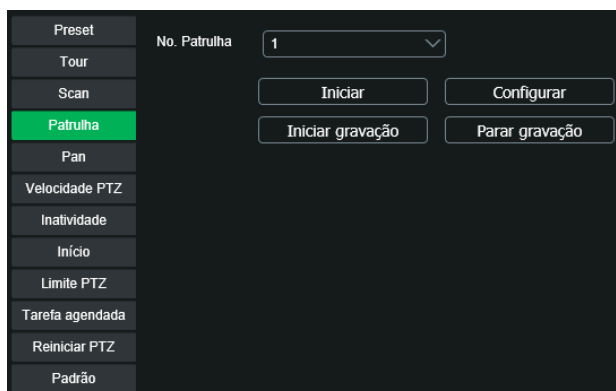 Preset
Tour
Scan
Patrulha
Pan
Velocidade PTZ
Inatividade
Início
Limite PTZ
Tarefa agendada
Reiniciar PTZ
Padrão
No. Patrulha 1
Iniciar Configurar
Iniciar gravação Parar gravação